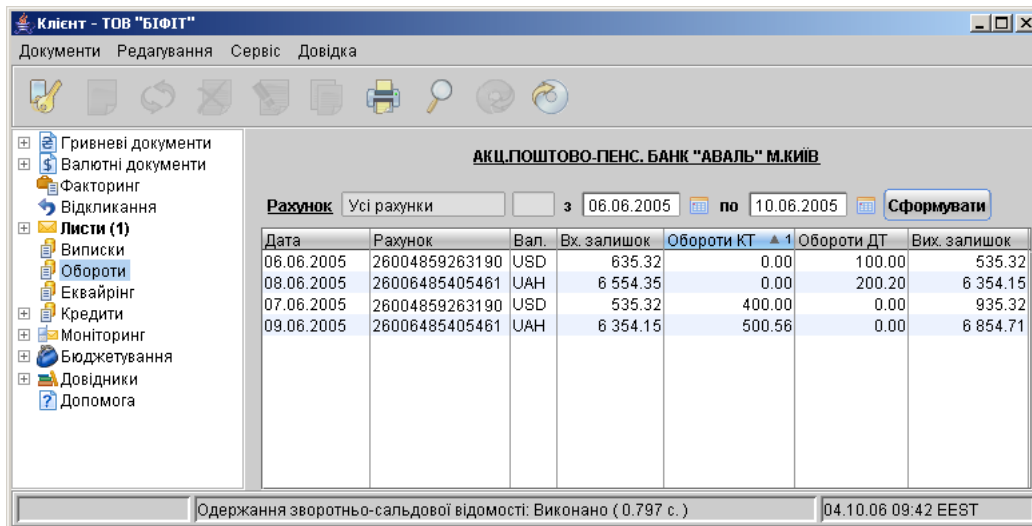 Клієнт - ТОВ "БІФІТ"
Документи Редагування Сервіс Довідка
Гривневі документи
Валютні документи
Факторинг
Відкликання
Листи (1)
Виписки
Обороти
Еквайрінг
Кредити
Моніторинг
Бюджетування
Довідники
Допомога
АКЦ.ПОШТОВО-ПЕНС. БАНК "АВАЛЬ" М.КИЇВ
Рахунок Усі рахунки з 06.06.2005 по 10.06.2005 Сформувати
Дата Рахунок Вал. Вх. залишок Обороти КТ 1 Обороти ДТ Вих. залишок
06.06.2005 26004859263190 USD 635.32 0.00 100.00 535.32
08.06.2005 26006485405461 UAH 6 554.35 0.00 200.20 6 354.15
07.06.2005 26004859263190 USD 535.32 400.00 0.00 935.32
09.06.2005 26006485405461 UAH 6 354.15 500.56 0.00 6 854.71
Одержання зворотньо-сальдової відомості: Виконано ( 0.797 с. ) 04.10.06 09:42 EEST